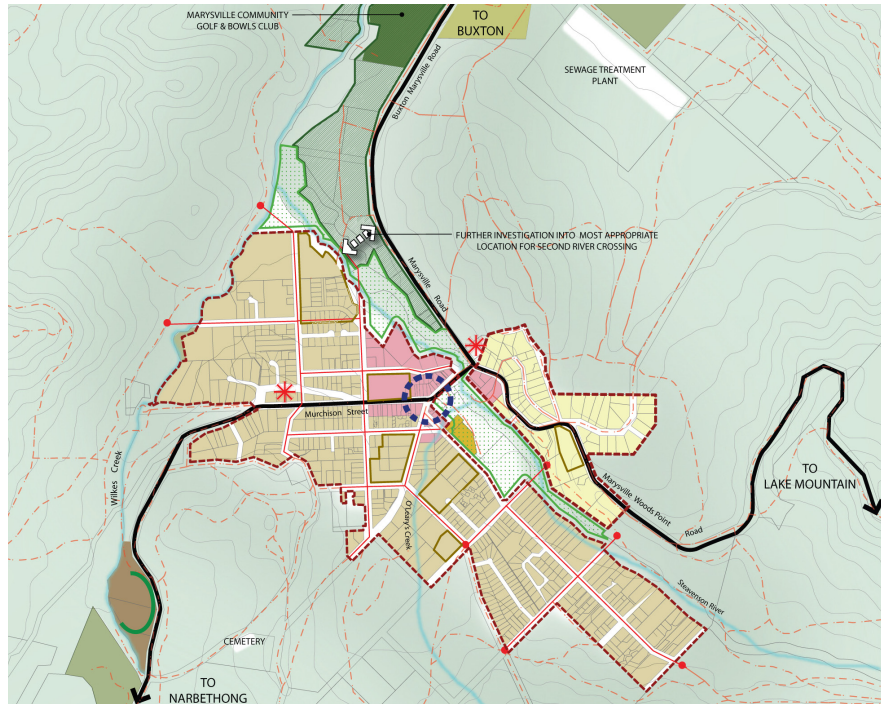 MARYSVILLE COMMUNITY
GOLF & BOWLS CLUB
TO
BUXTON
SEWAGE TREATMENT
PLANT
Buxton Marysville Road
FURTHER INVESTIGATION INTO MOST APPROPRIATE
LOCATION FOR SECOND RIVER CROSSING
Marysville Road
Murchison Street
Wilkes Creek
O'Leary's Creek
Marysville Woods Point Road
TO
LAKE MOUNTAIN
Steavenson River
CEMETERY
TO
NARBETHONG